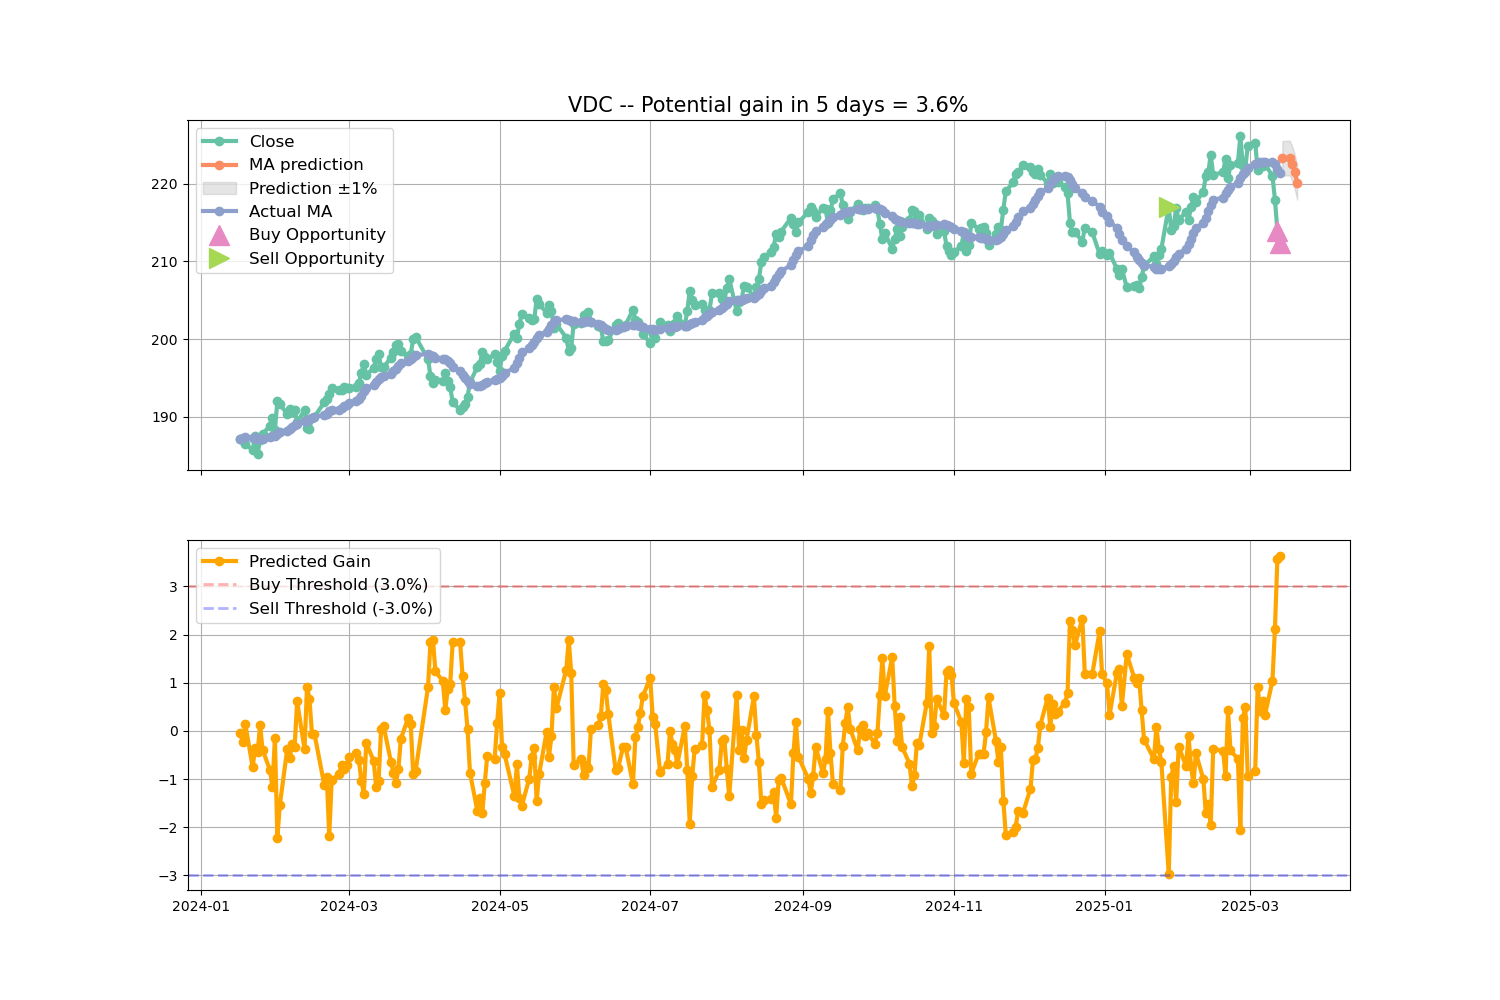 VDC -- Potential gain in 5 days = 3.6%
Close
MA prediction
Prediction ±1%
Actual MA
Buy Opportunity
Sell Opportunity
220
210
200
190
Predicted Gain
Buy Threshold (3.0%)
Sell Threshold (-3.0%)
3
2
1
0
−1
−2
−3
2024-01 2024-03 2024-05 2024-07 2024-09 2024-11 2025-01 2025-03